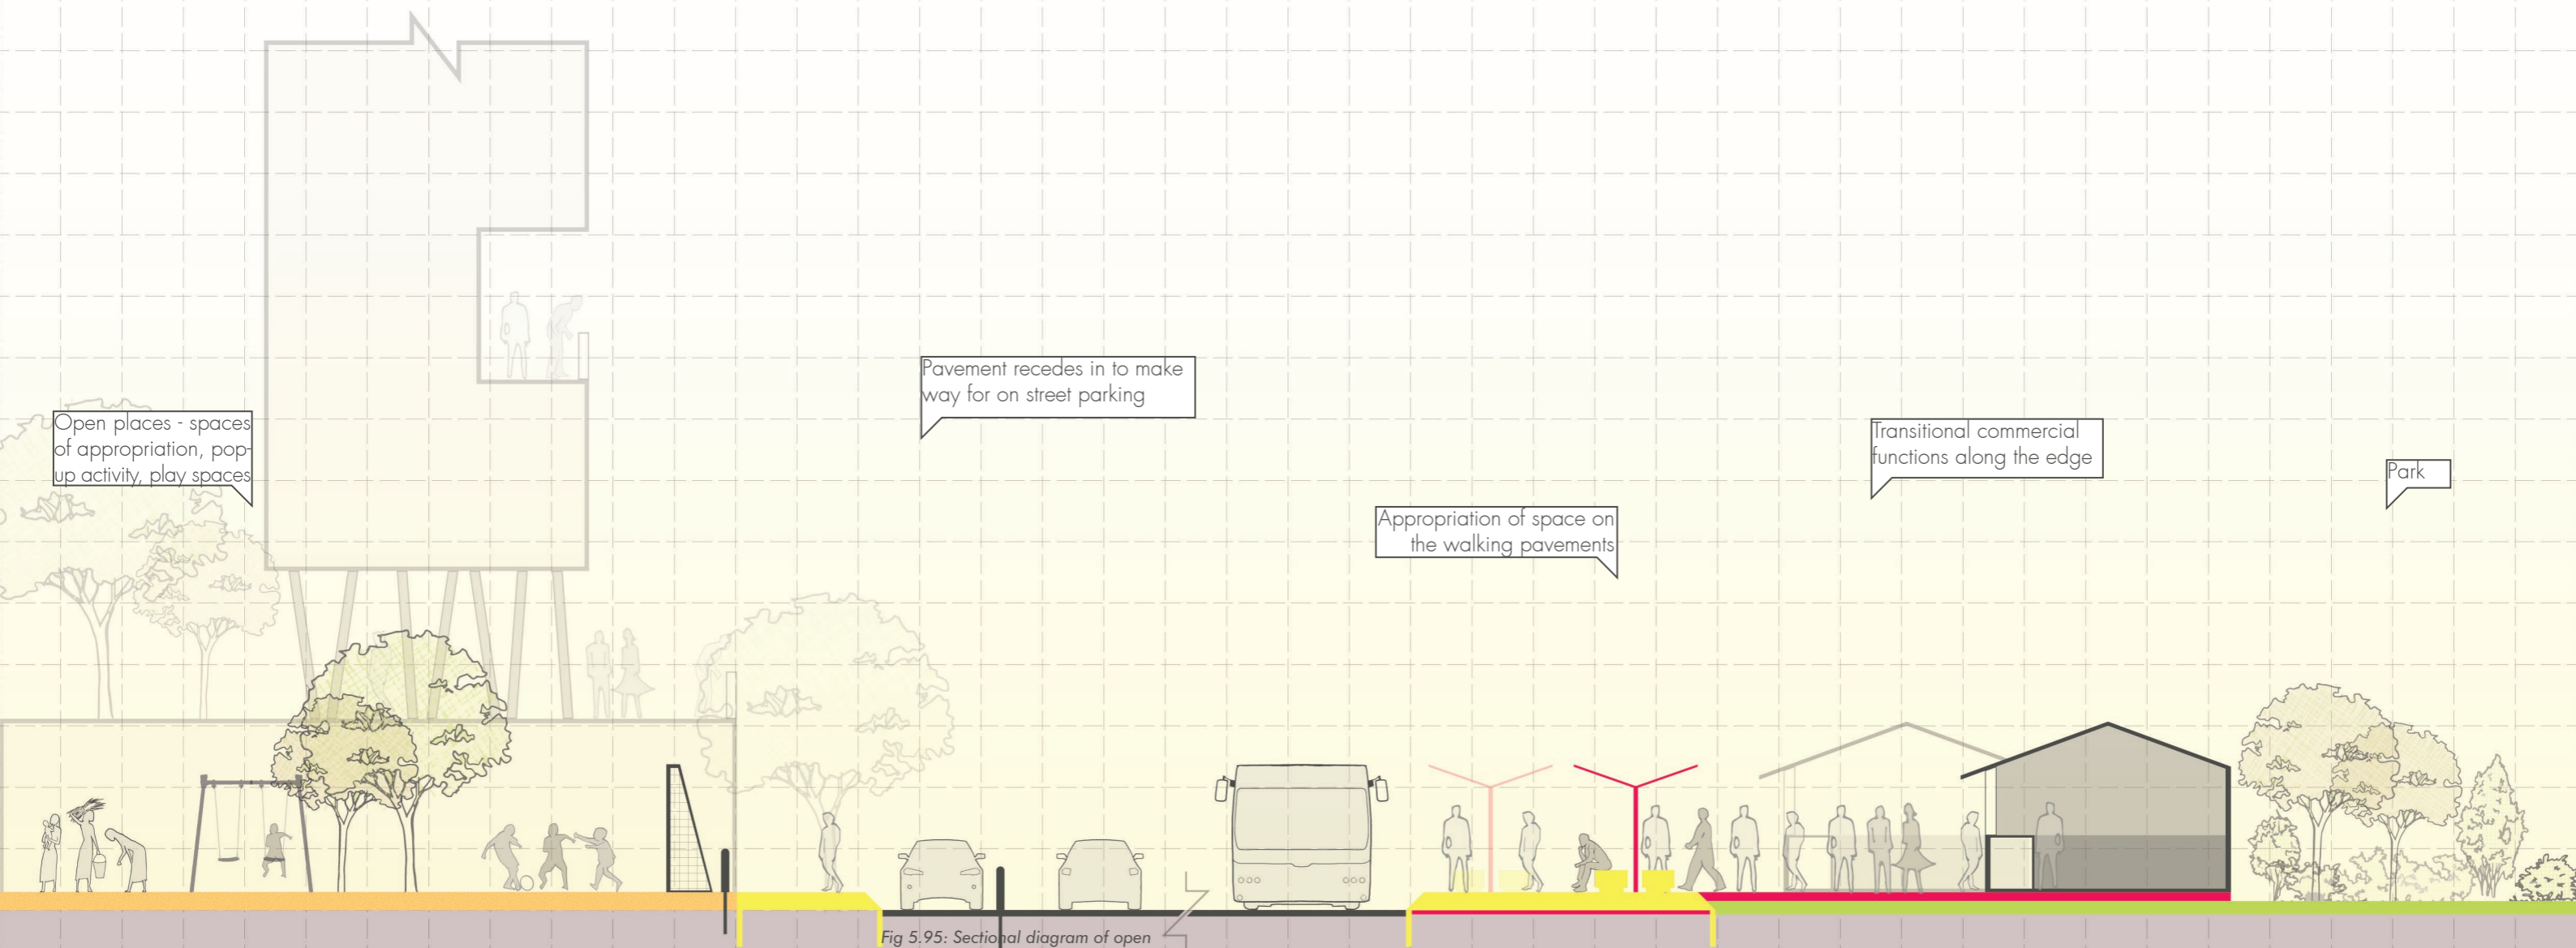 Open places - spaces
of appropriation, pop-
up activity, play spaces
Pavement recedes in to make
way for on street parking
Appropriation of space on
the walking pavements
Transitional commercial
functions along the edge
Park
Fig 5.95: Sectional diagram of open